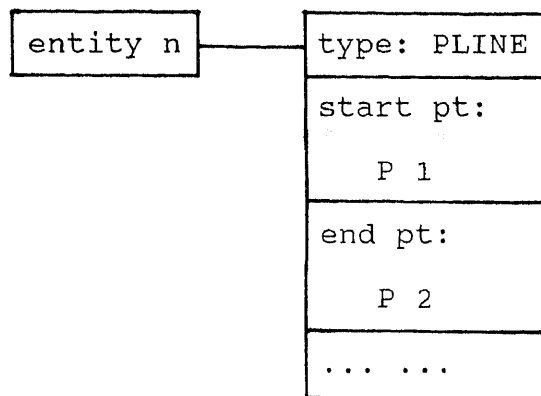 entity n
type: PLINE
start pt:
P 1
end pt:
P 2
... ...